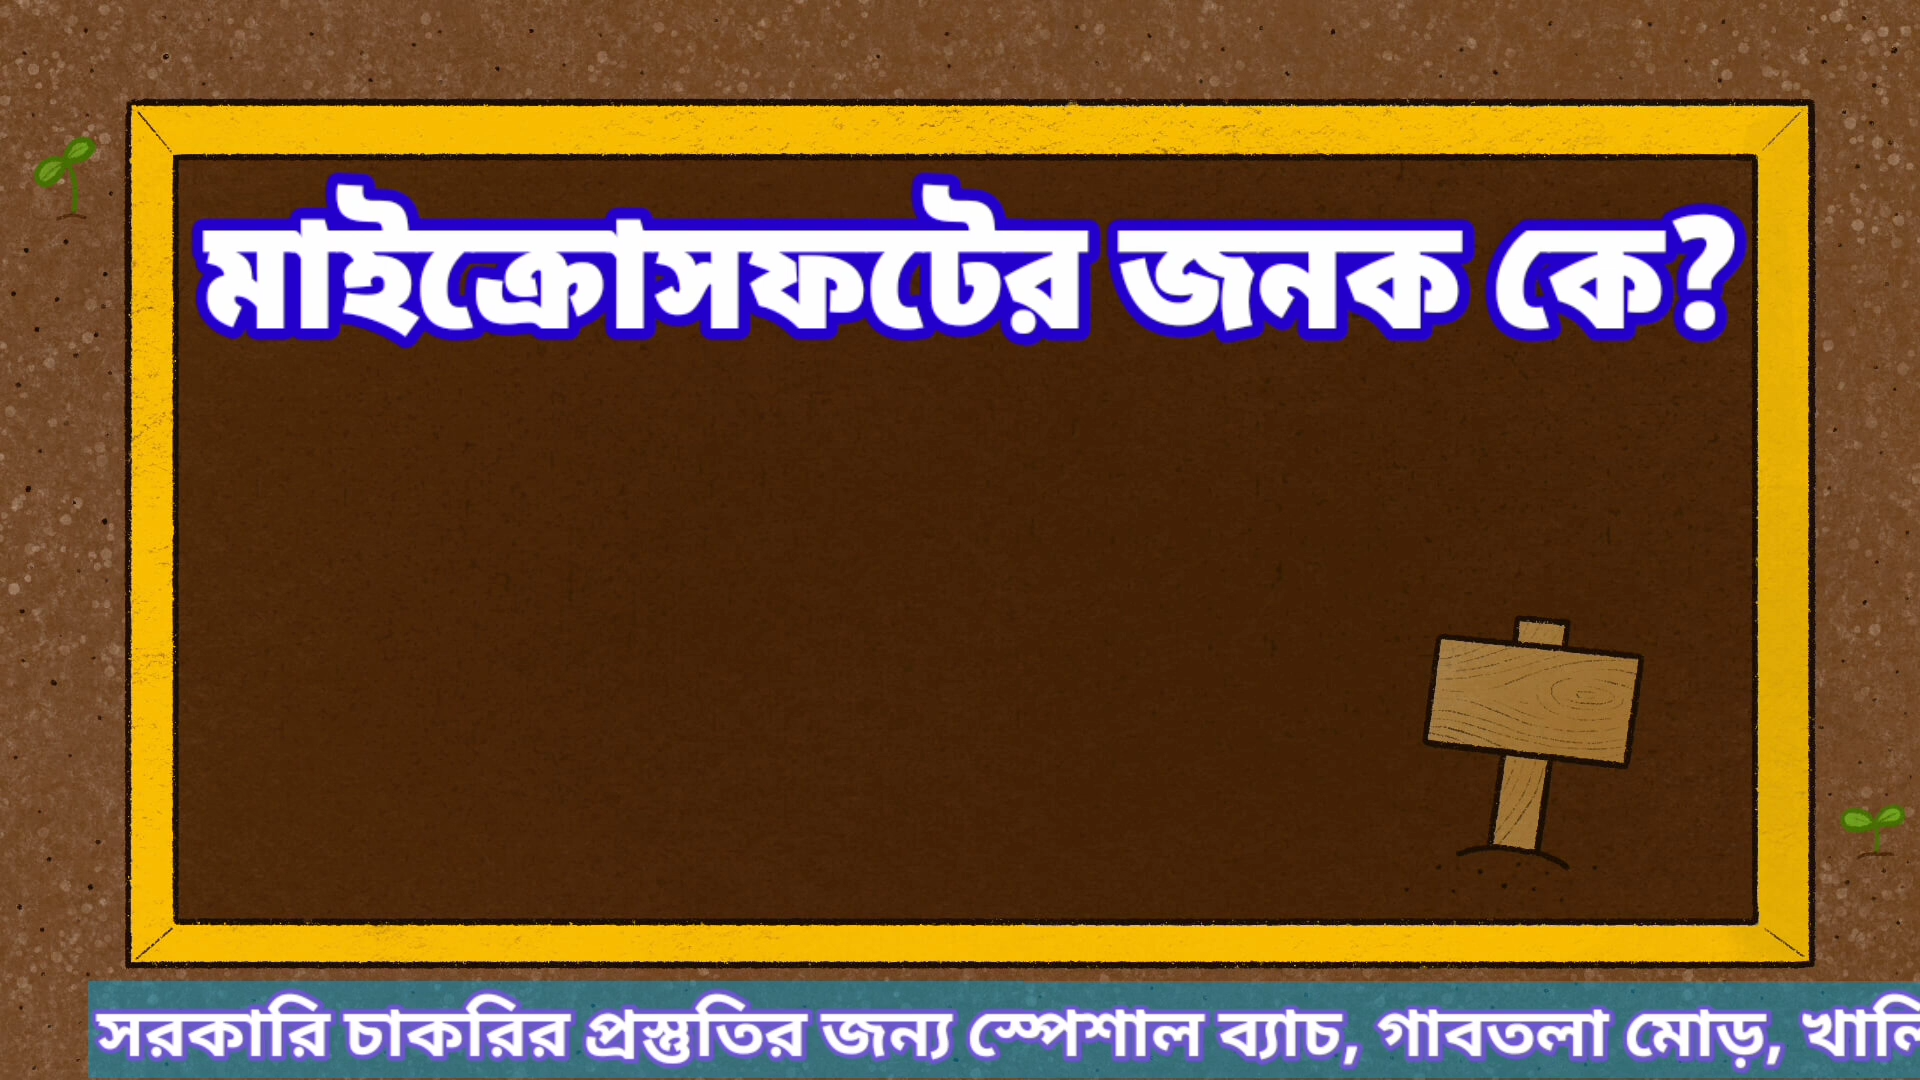 মাইক্রোসফটের জনক কে?
সরকারি চাকরির প্রস্তুতির জন্য স্পেশাল ব্যাচ, গাবতলা মোড়,